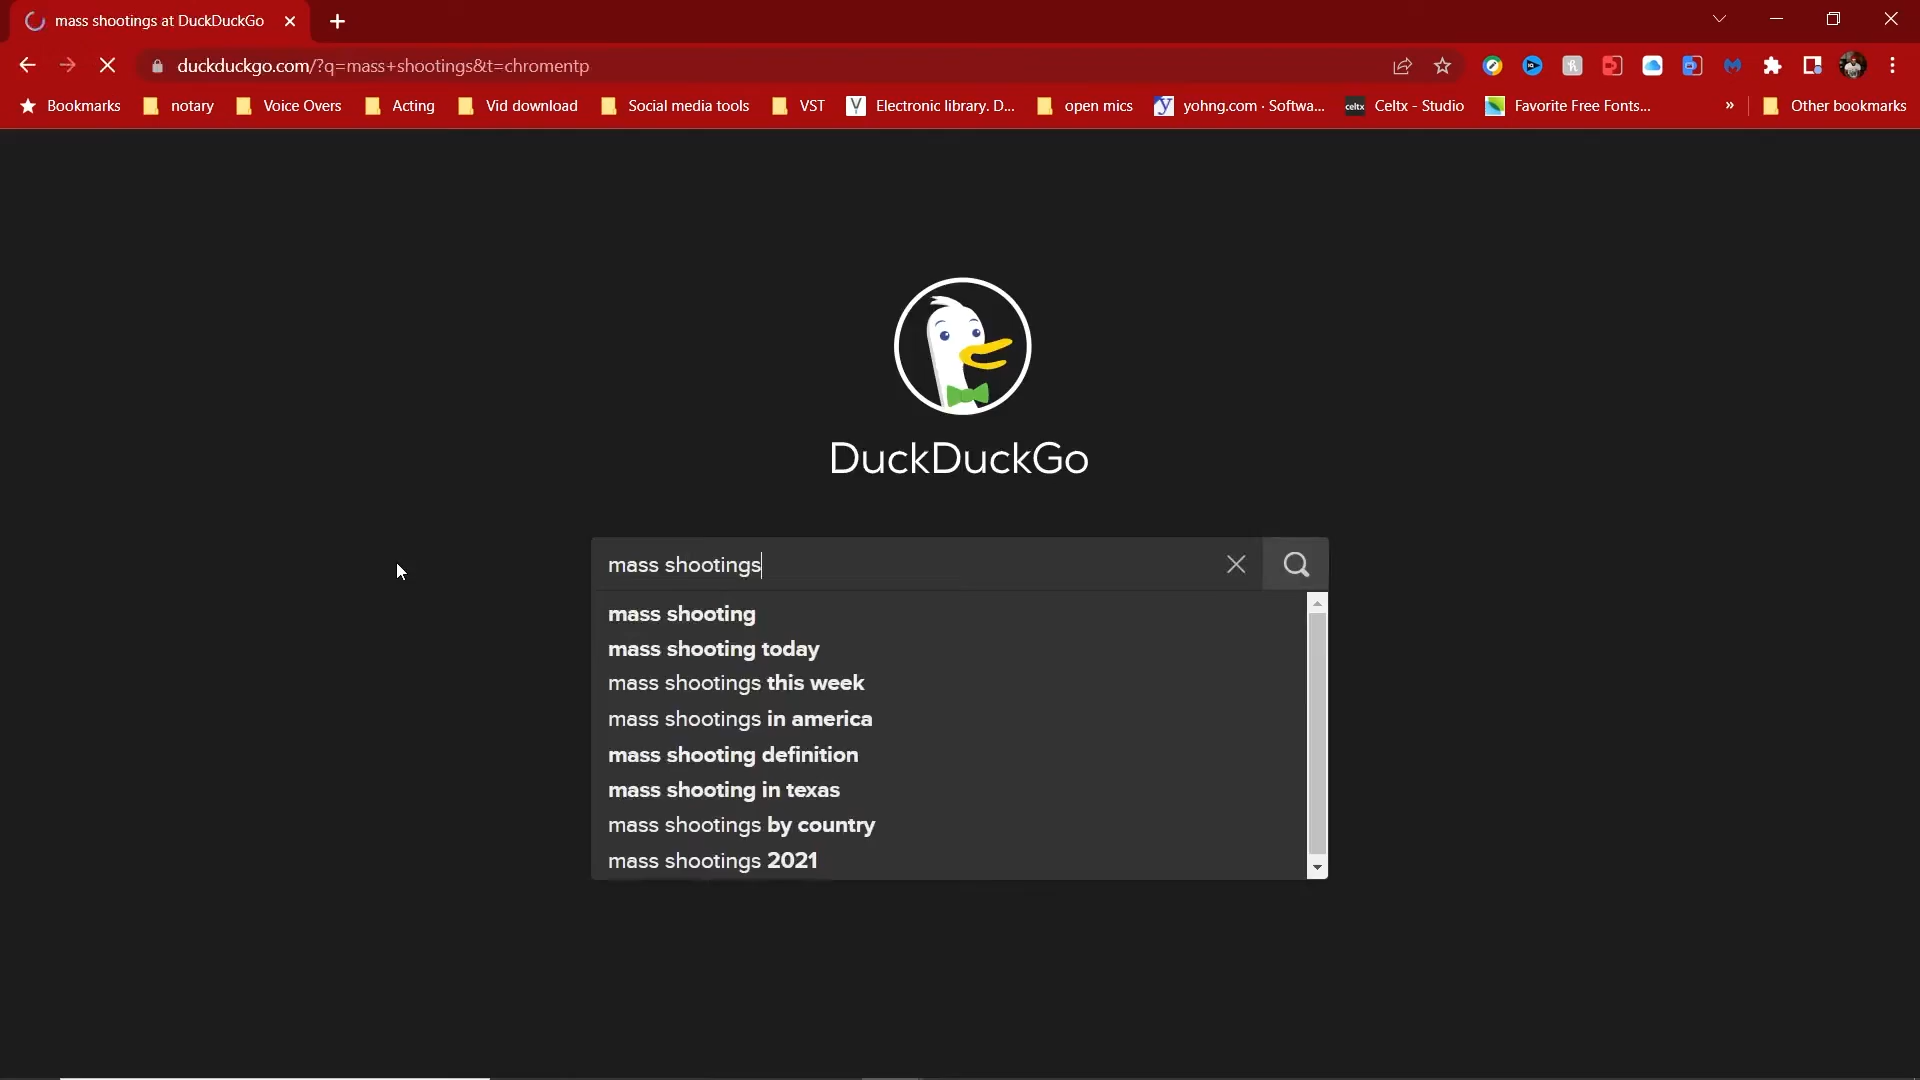 mass shootings at DuckDuckGo
duckduckgo.com/?q=mass+shootings&t=chromentp
Bookmarks notary Voice Overs Acting Vid download Social media tools VST Electronic library. D... open mics yohng.com · Softwa... celtx Celtx - Studio Favorite Free Fonts... » Other bookmarks
DuckDuckGo
mass shootings
mass shooting
mass shooting today
mass shootings this week
mass shootings in america
mass shooting definition
mass shooting in texas
mass shootings by country
mass shootings 2021